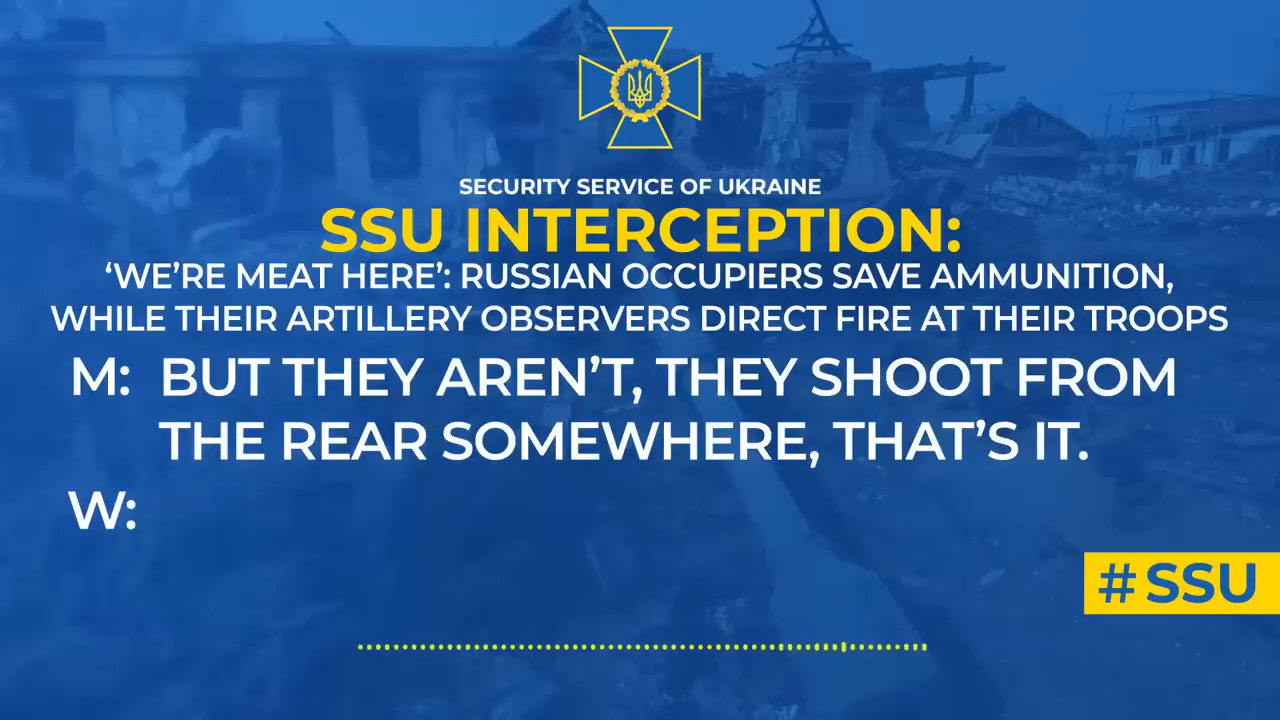 SECURITY SERVICE OF UKRAINE
SSU INTERCEPTION:
‘WE’RE MEAT HERE’: RUSSIAN OCCUPIERS SAVE AMMUNITION,
WHILE THEIR ARTILLERY OBSERVERS DIRECT FIRE AT THEIR TROOPS
M: BUT THEY AREN’T, THEY SHOOT FROM
THE REAR SOMEWHERE, THAT’S IT.
W:
#SSU